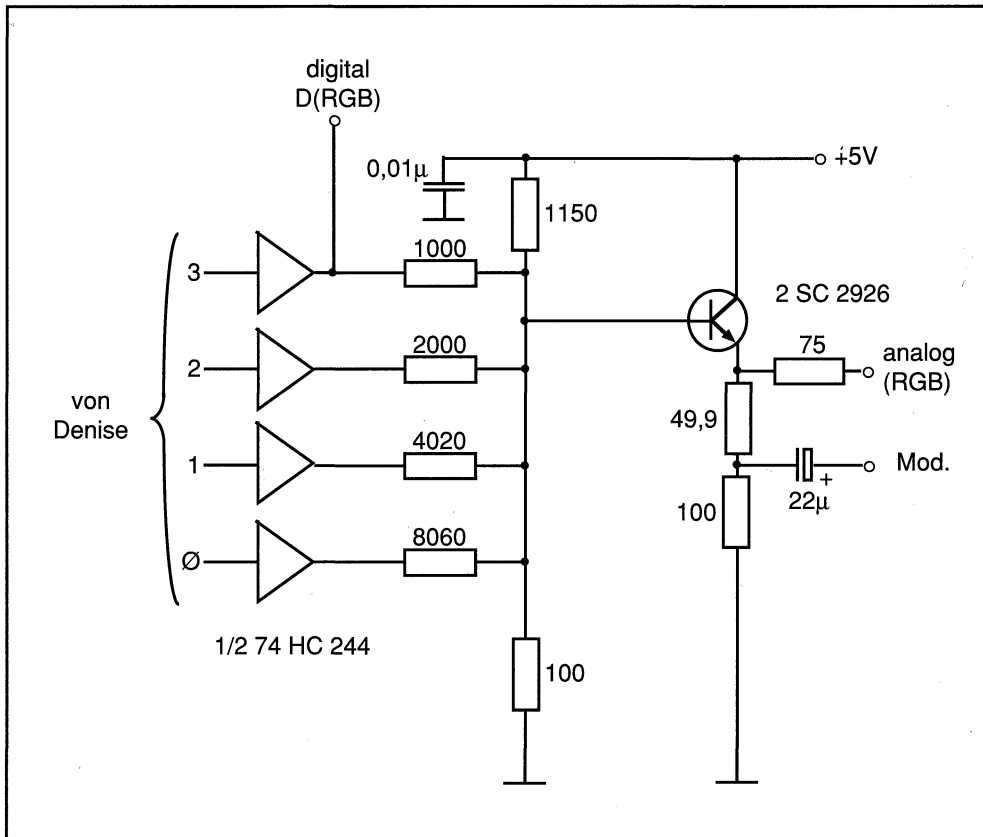 digital
D(RGB)
0,01µ
+5V
1150
3
1000
2 SC 2926
2
2000
75
analog
(RGB)
von
Denise
49,9
1
4020
Mod.
+
22µ
100
Ø
8060
1/2 74 HC 244
100